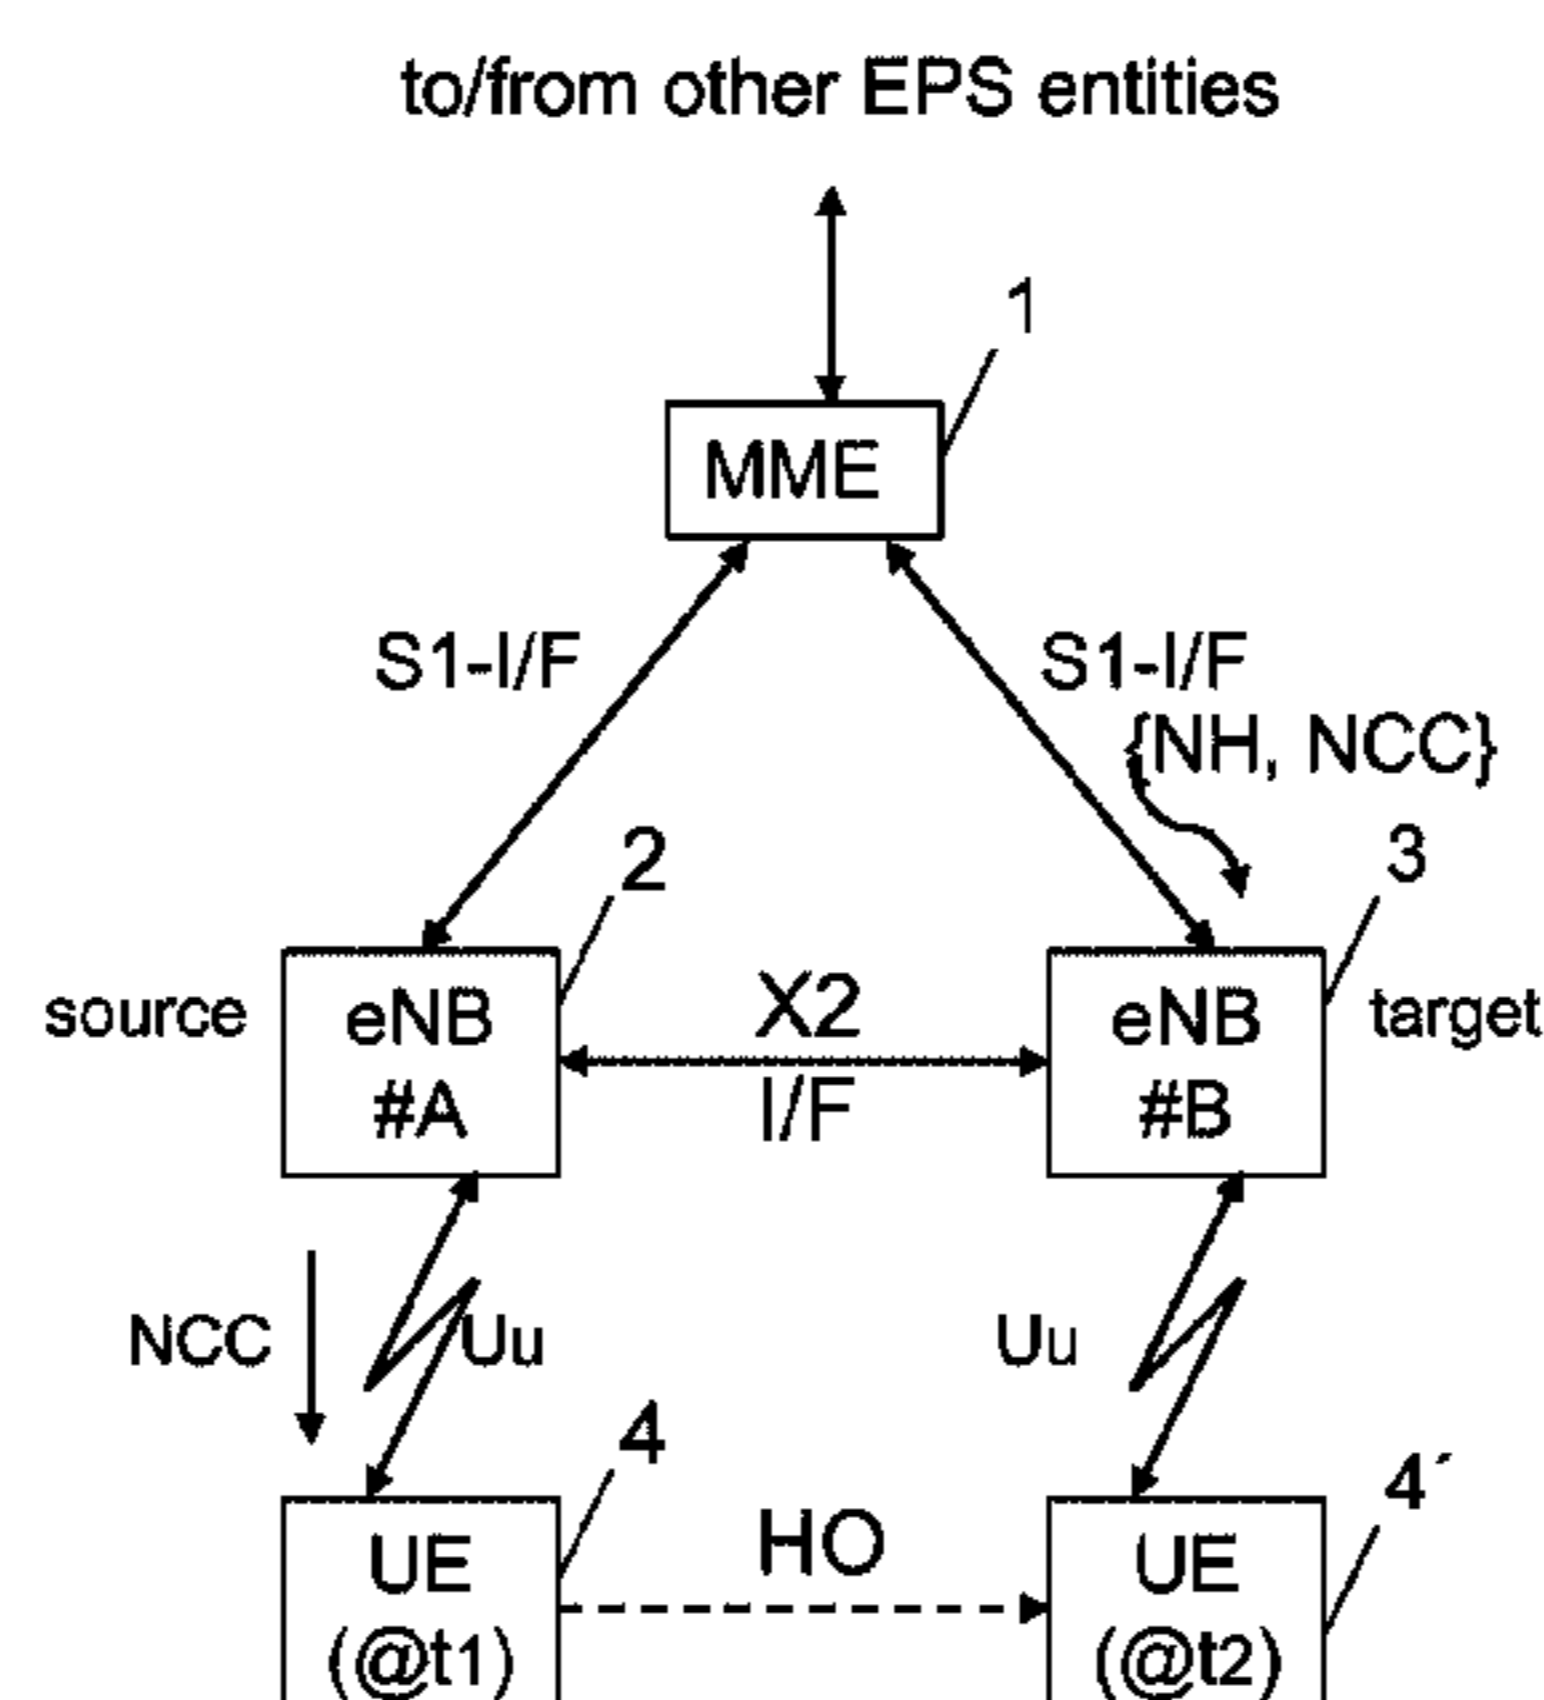 to/from other EPS entities
1
MME
S1-I/F
S1-I/F
{NH, NCC}
2
3
source
eNB
#A
X2
I/F
eNB
#B
target
NCC
Uu
Uu
4
4´
UE
(@t1)
HO
UE
(@t2)